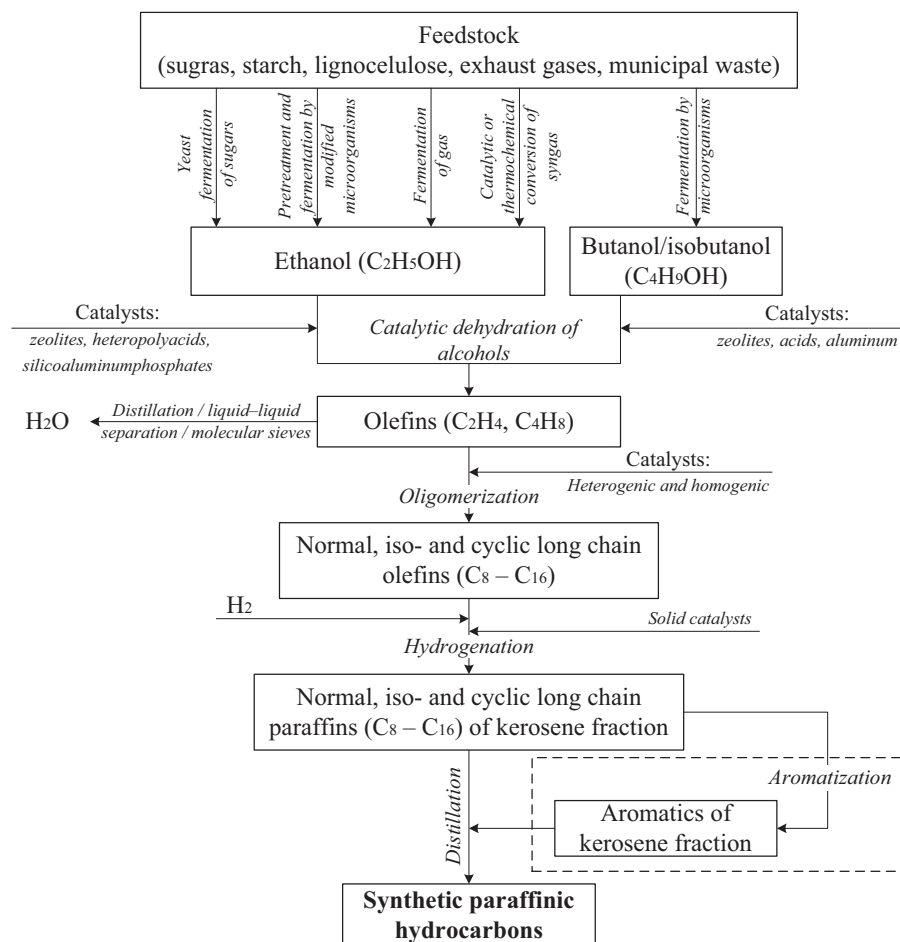 Feedstock
(sugras, starch, lignocelulose, exhaust gases, municipal waste)
Yeast
fermentation
of sugars
Pretreatment and
fermentation by
modified
microorganisms
Fermentation
of gas
Catalytic or
thermochemical
conversion of
syngas
Fermentation by
microorganisms
Ethanol (C2H5OH)
Butanol/isobutanol
(C4H9OH)
Catalysts:
zeolites, heteropolyacids,
silicoaluminumphosphates
Catalytic dehydration of
alcohols
Catalysts:
zeolites, acids, aluminum
H2O
Distillation / liquid–liquid
separation / molecular sieves
Olefins (C2H4, C4H8)
Catalysts:
Heterogenic and homogenic
Oligomerization
Normal, iso- and cyclic long chain
olefins (C8 – C16)
H2
Solid catalysts
Hydrogenation
Normal, iso- and cyclic long chain
paraffins (C8 – C16) of kerosene fraction
Aromatization
Distillation
Aromatics of
kerosene fraction
Synthetic paraffinic
hydrocarbons